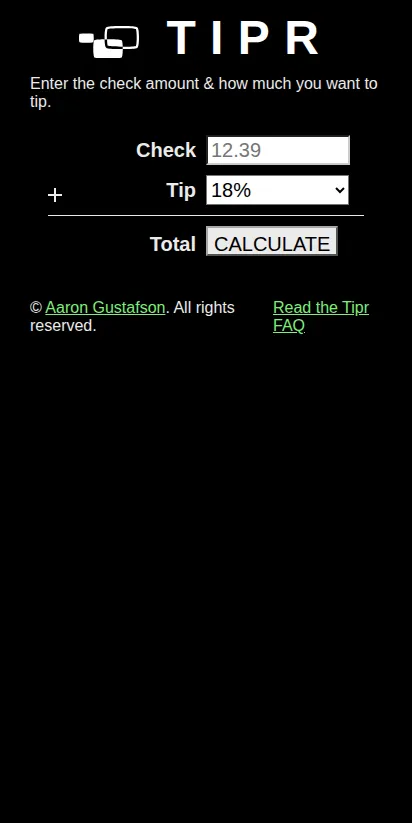 TIPR
Enter the check amount & how much you want to
tip.
Check 12.39
+ Tip 18%
Total CALCULATE
© Aaron Gustafson. All rights
reserved.
Read the Tipr
FAQ